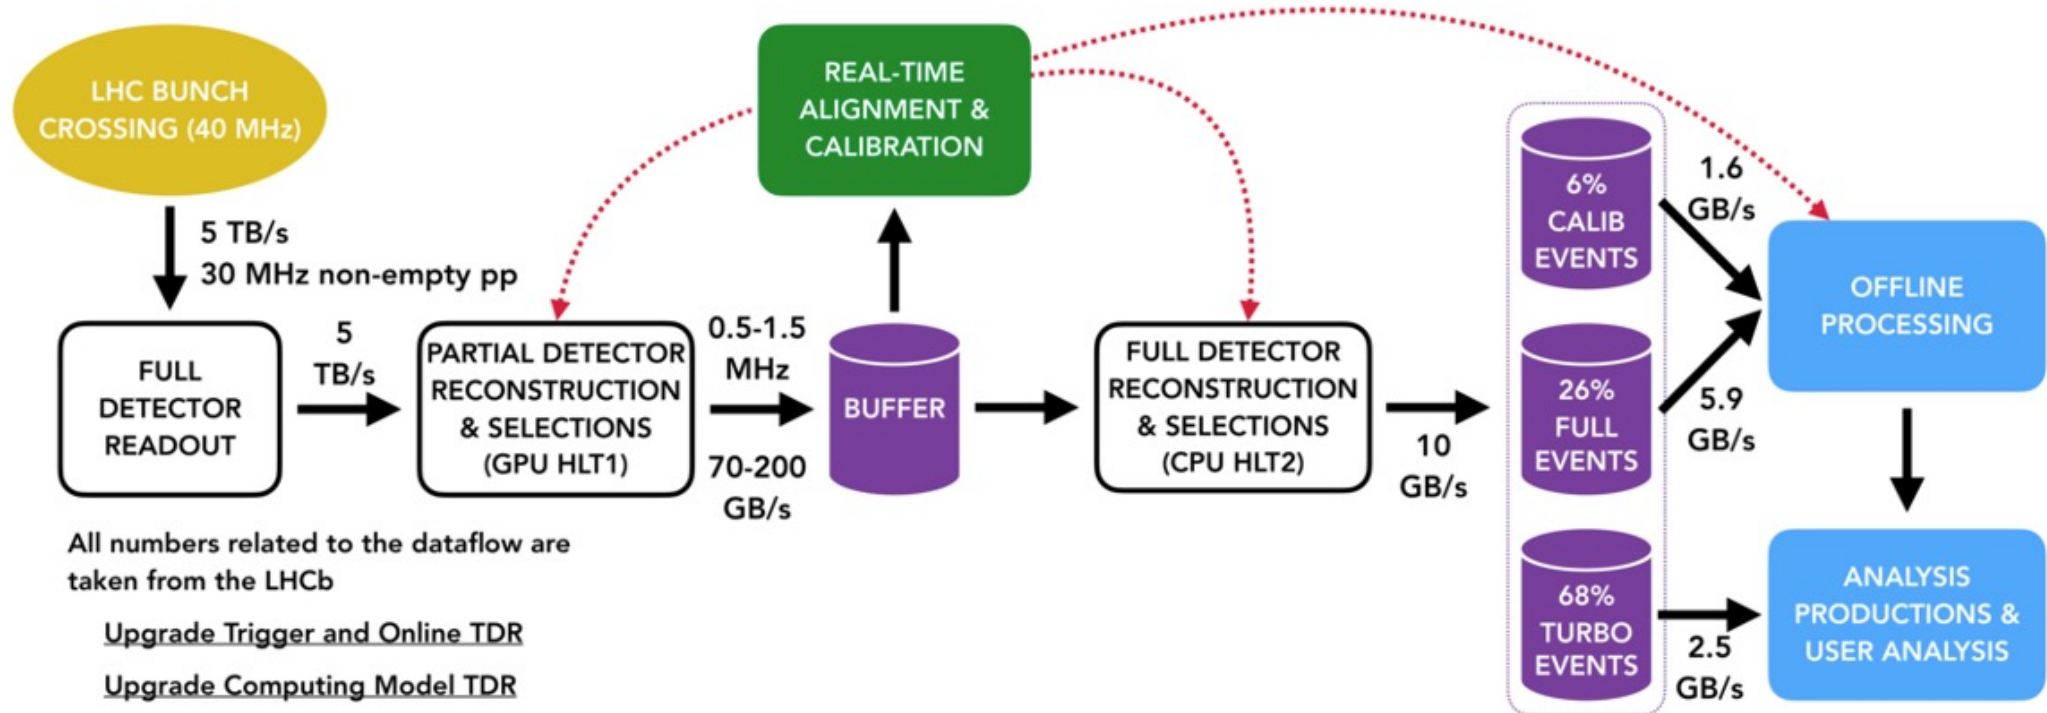 LHC BUNCH
CROSSING (40 MHz)
5 TB/s
30 MHz non-empty pp
FULL
DETECTOR
READOUT
5
TB/s
PARTIAL DETECTOR
RECONSTRUCTION
& SELECTIONS
(GPU HLT1)
0.5-1.5
MHz
70-200
GB/s
REAL-TIME
ALIGNMENT &
CALIBRATION
BUFFER
FULL DETECTOR
RECONSTRUCTION
& SELECTIONS
(CPU HLT2)
10
GB/s
6%
CALIB
EVENTS
1.6
GB/s
26%
FULL
EVENTS
5.9
GB/s
68%
TURBO
EVENTS
2.5
GB/s
OFFLINE
PROCESSING
ANALYSIS
PRODUCTIONS &
USER ANALYSIS
All numbers related to the dataflow are
taken from the LHCb
Upgrade Trigger and Online TDR
Upgrade Computing Model TDR